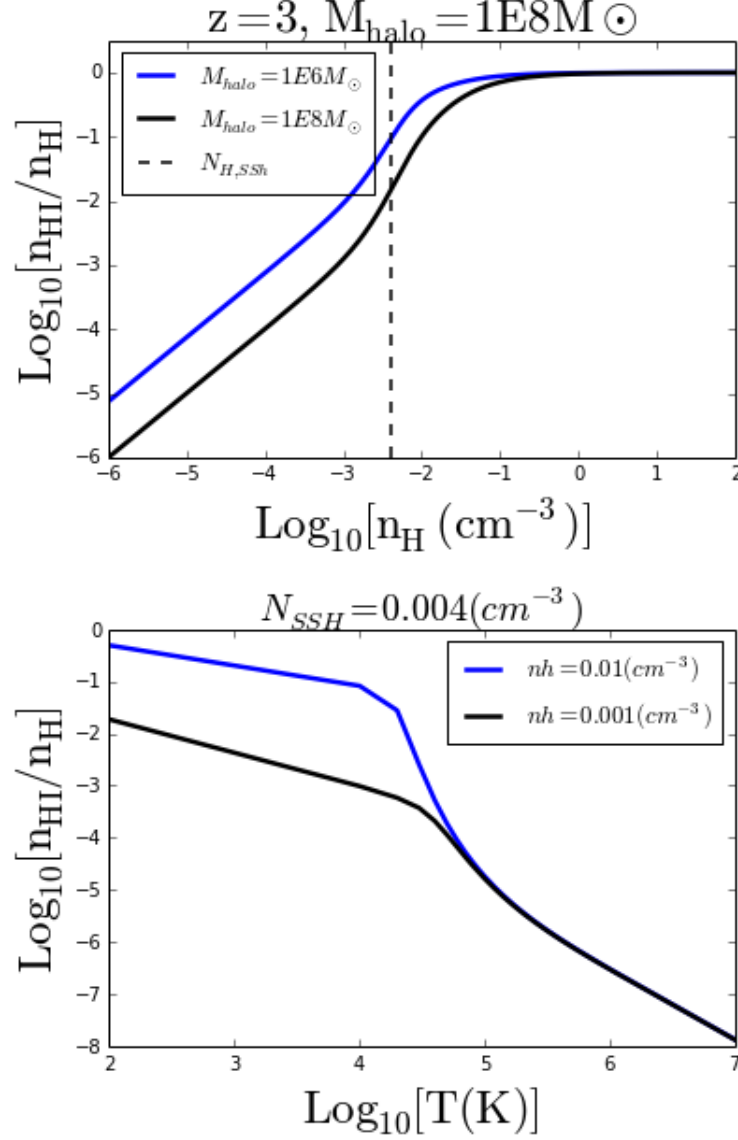 z=3, M_halo=1E8M⊙
M_halo=1E6M⊙
M_halo=1E8M⊙
N_H,SSh
Log₁₀[n_HI/n_H]
0
−1
−2
−3
−4
−5
−6
−6 −5 −4 −3 −2 −1 0 1 2
Log₁₀[n_H (cm⁻³)]
N_SSH=0.004(cm⁻³)
nh=0.01(cm⁻³)
nh=0.001(cm⁻³)
Log₁₀[n_HI/n_H]
0
−1
−2
−3
−4
−5
−6
−7
−8
2 3 4 5 6 7
Log₁₀[T(K)]